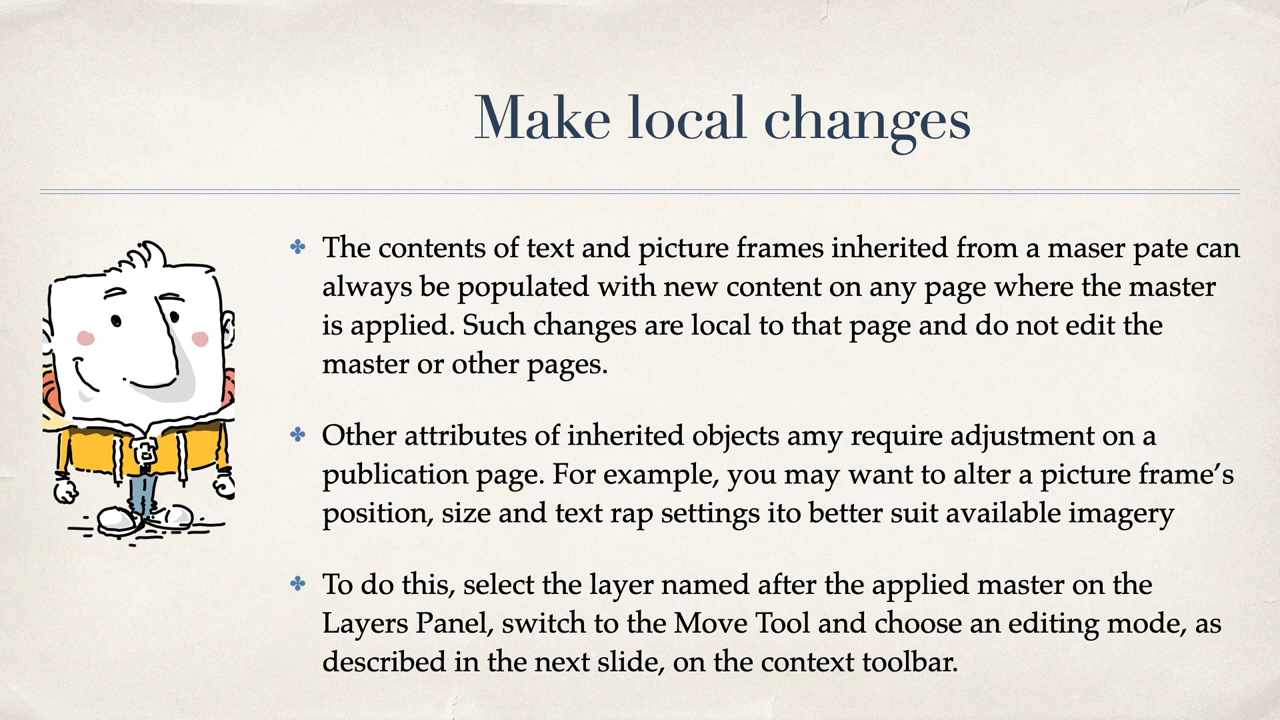 Make local changes
The contents of text and picture frames inherited from a maser pate can
always be populated with new content on any page where the master
is applied. Such changes are local to that page and do not edit the
master or other pages.
Other attributes of inherited objects amy require adjustment on a
publication page. For example, you may want to alter a picture frame’s
position, size and text rap settings ito better suit available imagery
To do this, select the layer named after the applied master on the
Layers Panel, switch to the Move Tool and choose an editing mode, as
described in the next slide, on the context toolbar.